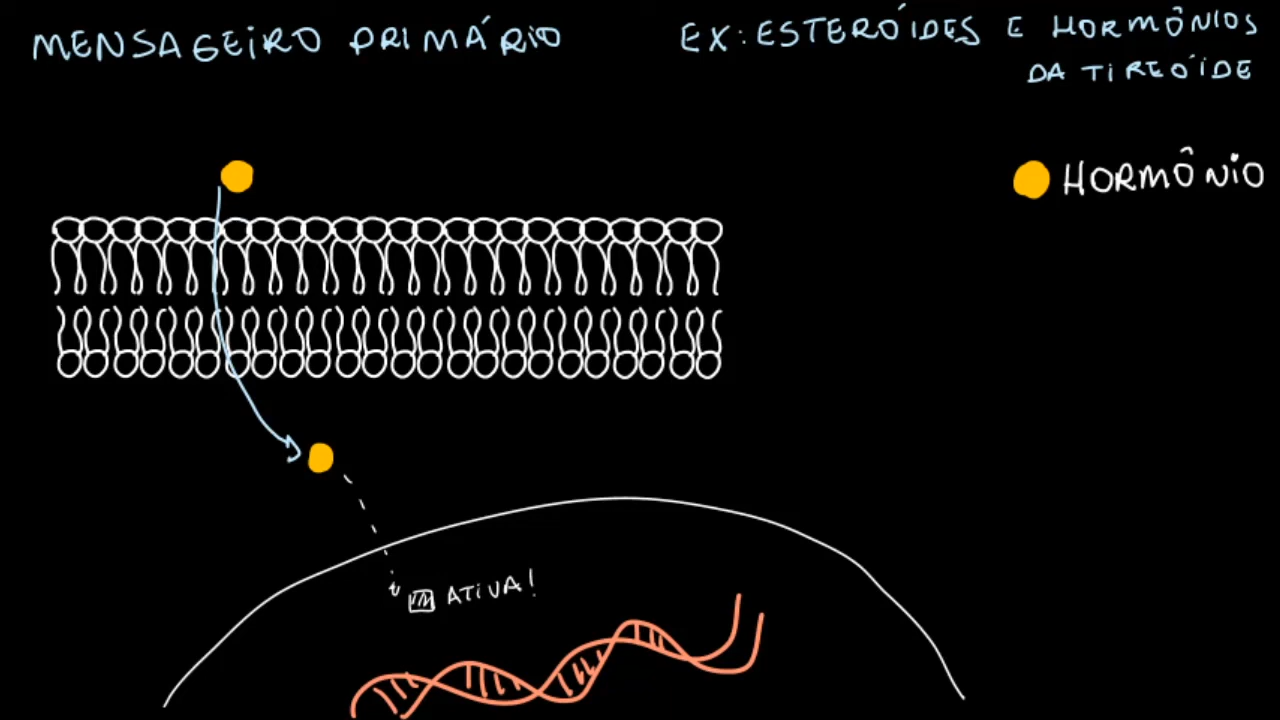 MENSAGEIRO PRIMÁRIO
EX: ESTERÓIDES E HORMÔNIOS
DA TIREÓIDE
HORMÔNIO
ATIVA!